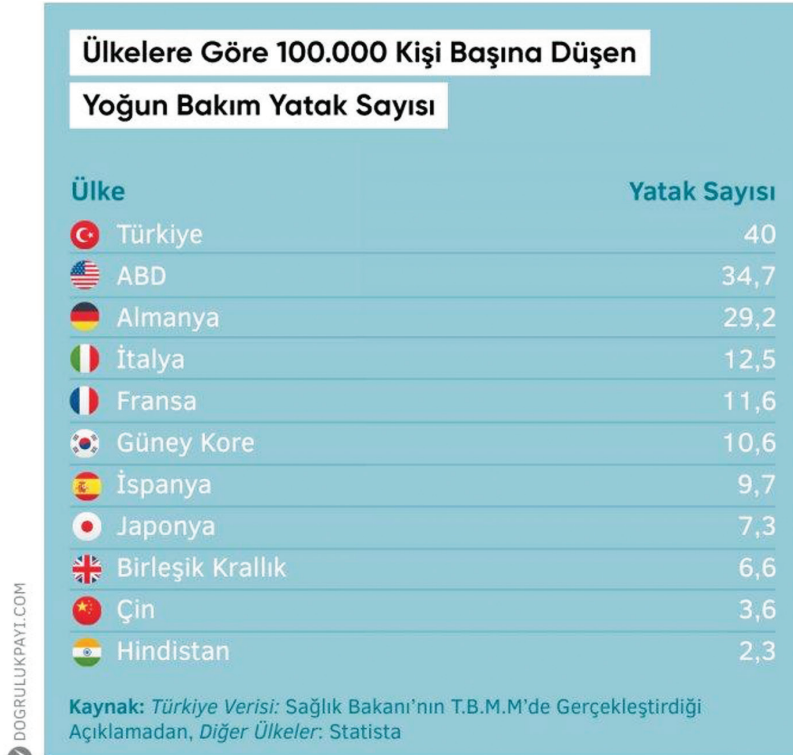 Ülkelere Göre 100.000 Kişi Başına Düşen
Yoğun Bakım Yatak Sayısı
Ülke Yatak Sayısı
Türkiye 40
ABD 34,7
Almanya 29,2
İtalya 12,5
Fransa 11,6
Güney Kore 10,6
İspanya 9,7
Japonya 7,3
Birleşik Krallık 6,6
Çin 3,6
Hindistan 2,3
Kaynak: Türkiye Verisi: Sağlık Bakanı'nın T.B.M.M'de Gerçekleştirdiği
Açıklamadan, Diğer Ülkeler: Statista
DOGRULUKPAYI.COM